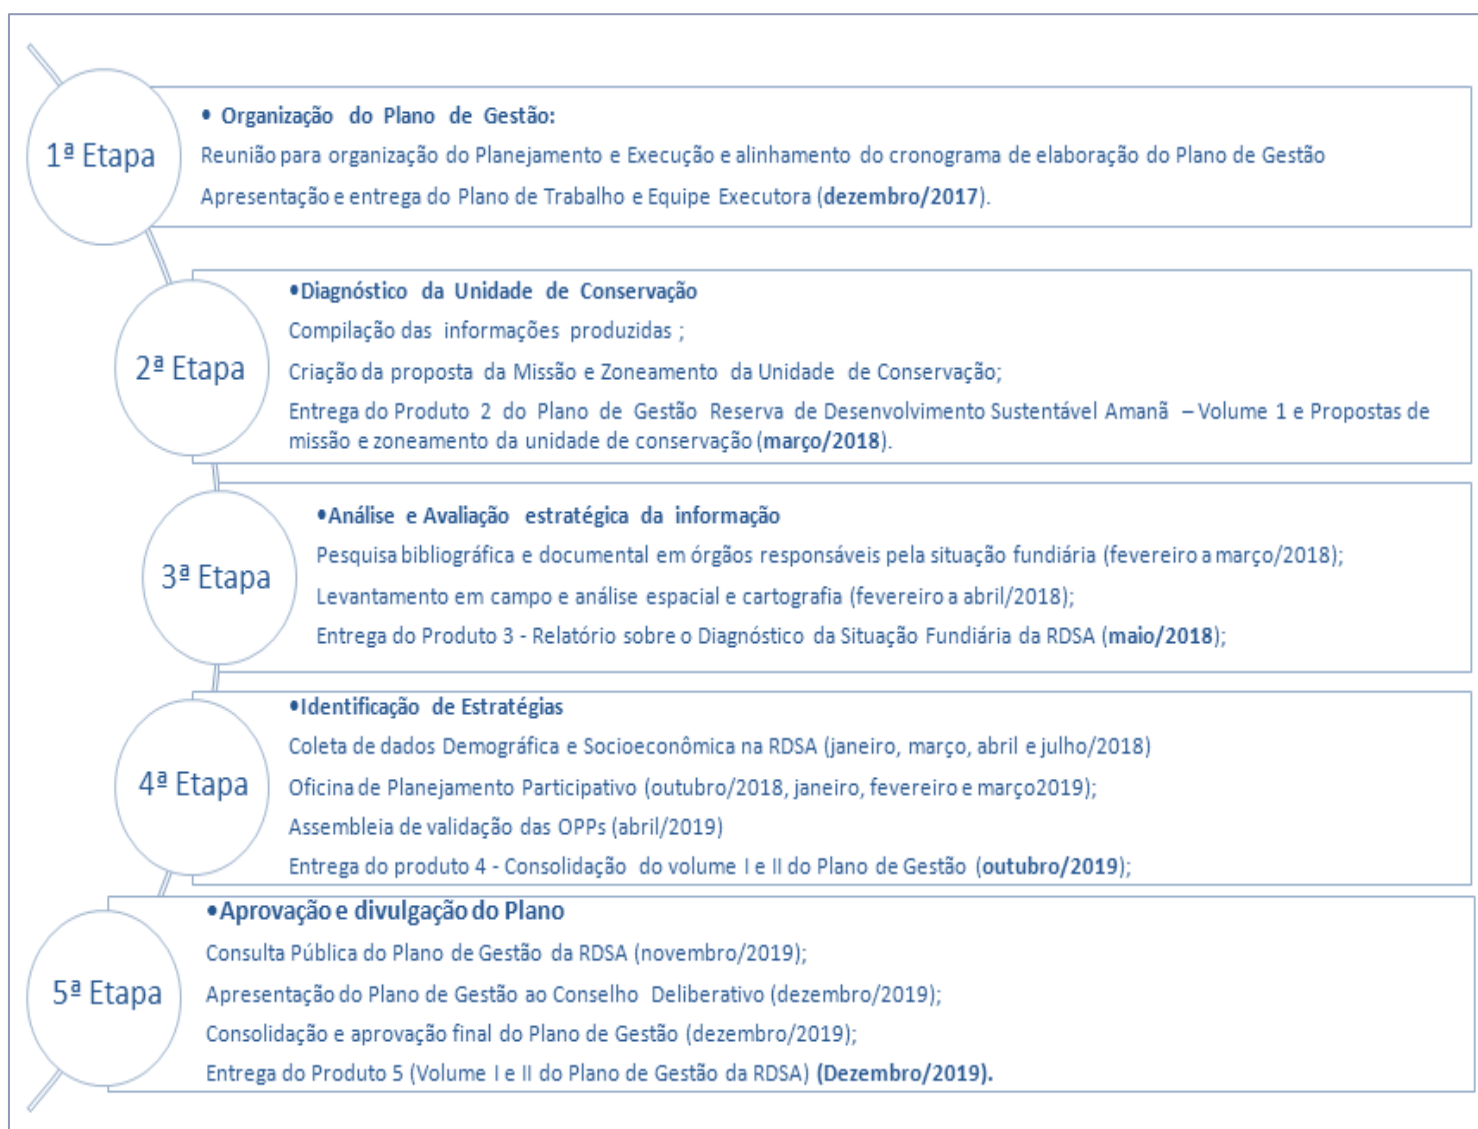 1ª Etapa
• Organização do Plano de Gestão:
Reunião para organização do Planejamento e Execução e alinhamento do cronograma de elaboração do Plano de Gestão
Apresentação e entrega do Plano de Trabalho e Equipe Executora (dezembro/2017).
2ª Etapa
•Diagnóstico da Unidade de Conservação
Compilação das informações produzidas ;
Criação da proposta da Missão e Zoneamento da Unidade de Conservação;
Entrega do Produto 2 do Plano de Gestão Reserva de Desenvolvimento Sustentável Amanã – Volume 1 e Propostas de
missão e zoneamento da unidade de conservação (março/2018).
3ª Etapa
•Análise e Avaliação estratégica da informação
Pesquisa bibliográfica e documental em órgãos responsáveis pela situação fundiária (fevereiro a março/2018);
Levantamento em campo e análise espacial e cartografia (fevereiro a abril/2018);
Entrega do Produto 3 - Relatório sobre o Diagnóstico da Situação Fundiária da RDSA (maio/2018);
4ª Etapa
•Identificação de Estratégias
Coleta de dados Demográfica e Socioeconômica na RDSA (janeiro, março, abril e julho/2018)
Oficina de Planejamento Participativo (outubro/2018, janeiro, fevereiro e março2019);
Assembleia de validação das OPPs (abril/2019)
Entrega do produto 4 - Consolidação do volume I e II do Plano de Gestão (outubro/2019);
5ª Etapa
•Aprovação e divulgação do Plano
Consulta Pública do Plano de Gestão da RDSA (novembro/2019);
Apresentação do Plano de Gestão ao Conselho Deliberativo (dezembro/2019);
Consolidação e aprovação final do Plano de Gestão (dezembro/2019);
Entrega do Produto 5 (Volume I e II do Plano de Gestão da RDSA) (Dezembro/2019).